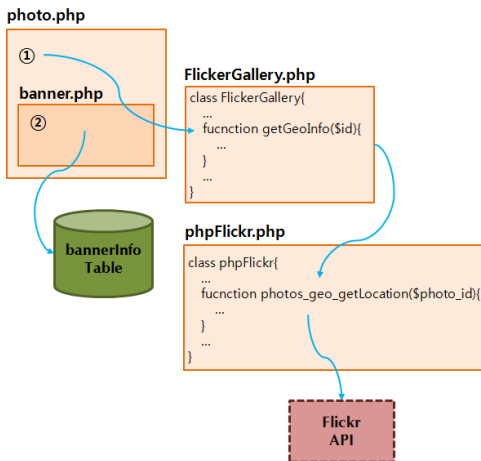 photo.php
①
banner.php
②
bannerInfo
Table
FlickerGallery.php
class FlickerGallery{
...
fucnction getGeoInfo($id){
...
}
...
}
phpFlickr.php
class phpFlickr{
...
fucnction photos_geo_getLocation($photo_id){
...
}
...
}
Flickr
API